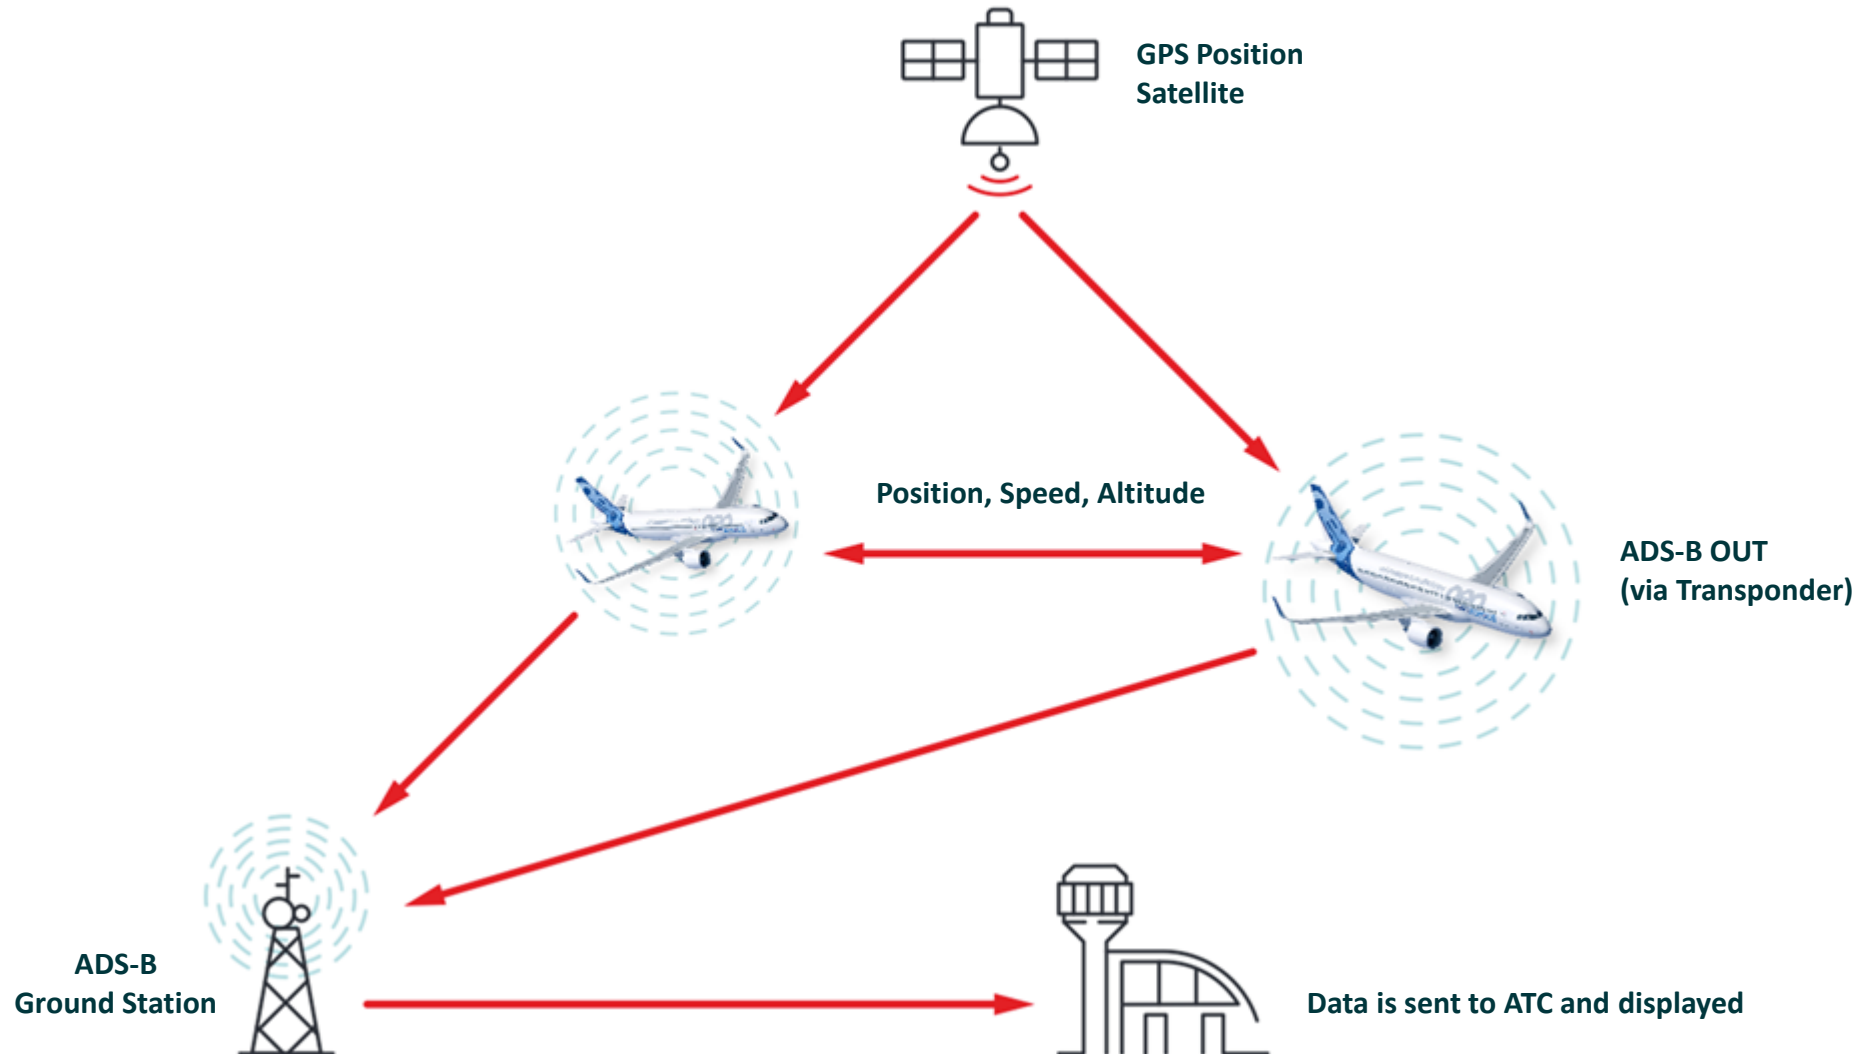 GPS Position
Satellite
Position, Speed, Altitude
ADS-B OUT
(via Transponder)
ADS-B
Ground Station
Data is sent to ATC and displayed